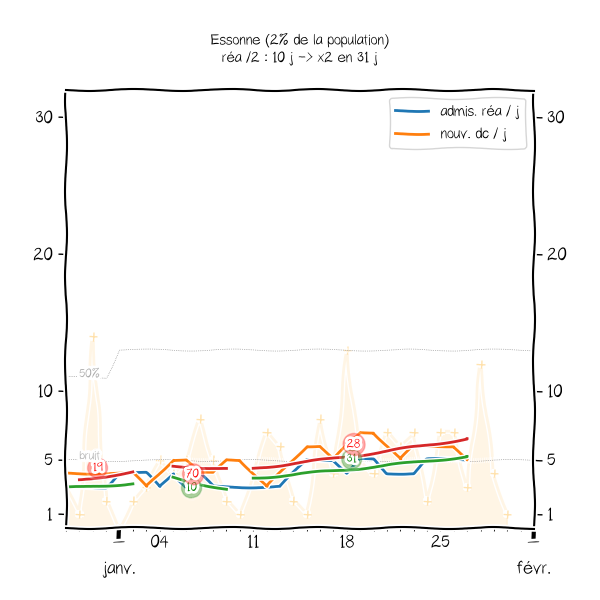 Essonne (2% de la population)
réa /2 : 10 j -> x2 en 31 j
admis. réa / j
nouv. dc / j
30
30
20
20
50%
10
10
bruit
5
5
19
70
10
28
31
1
1
04
11
18
25
janv.
févr.